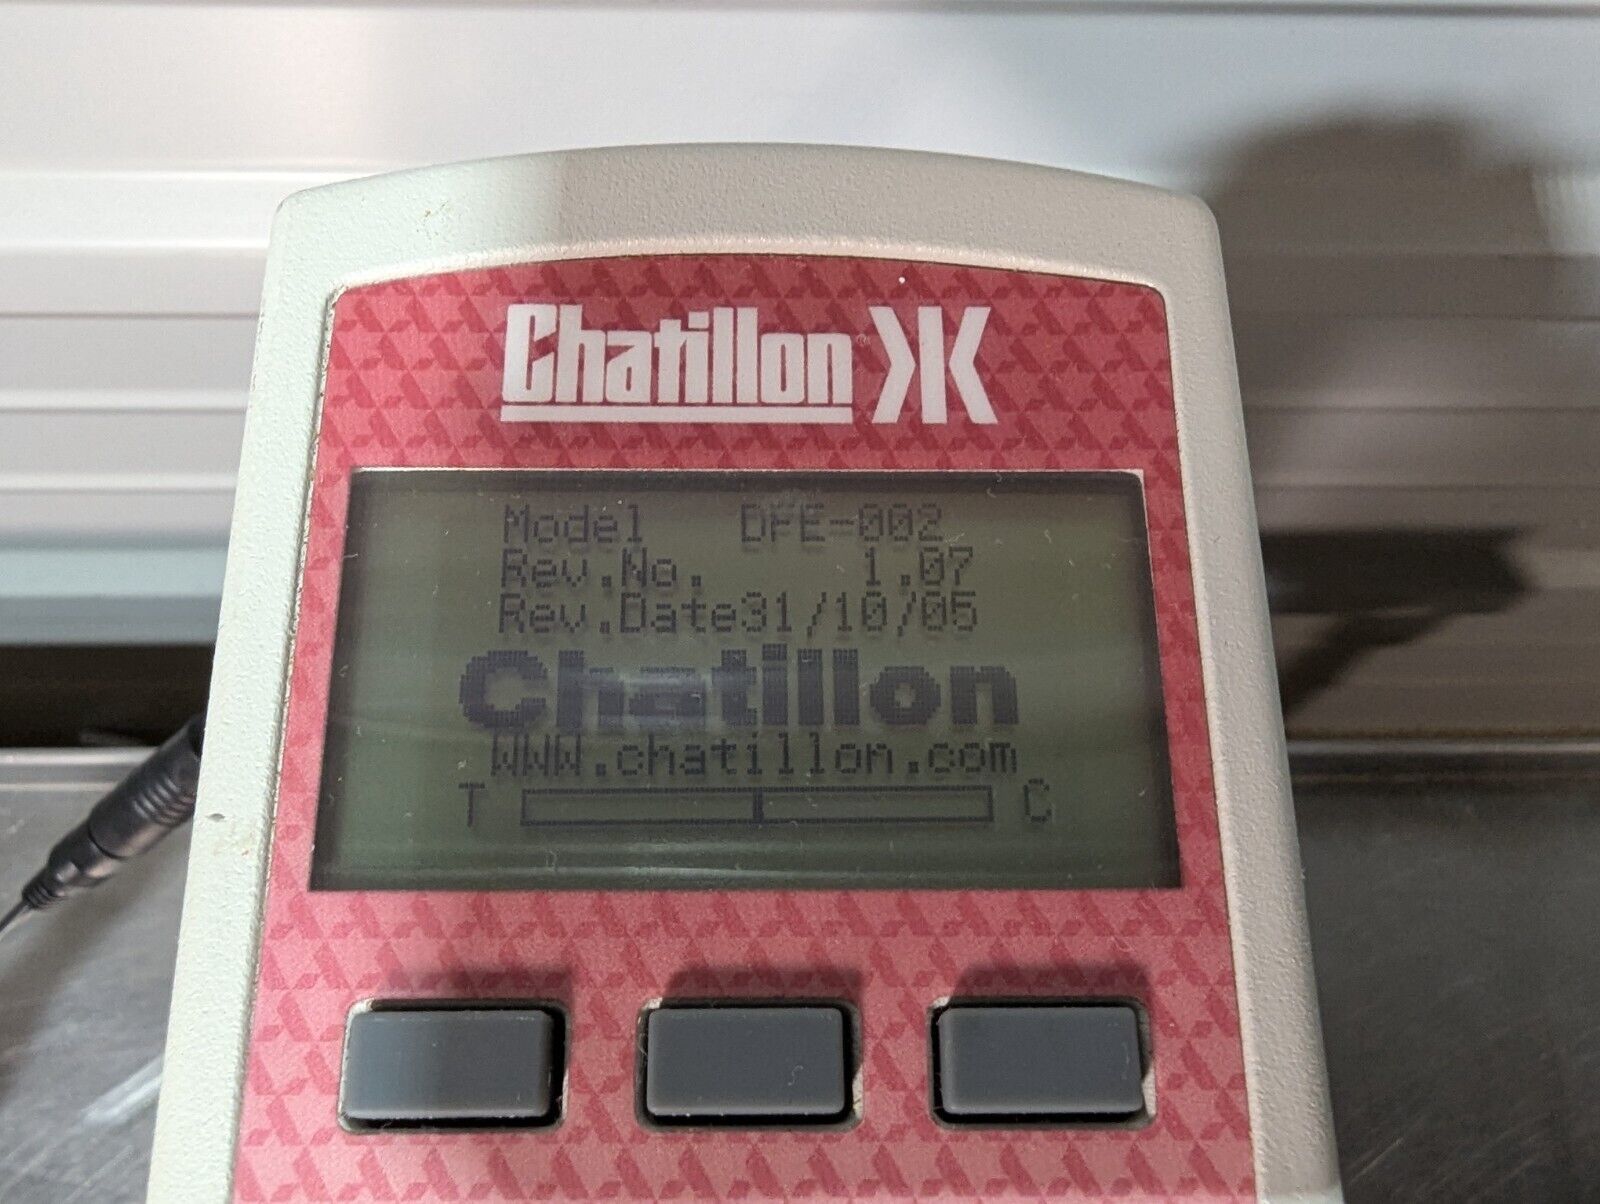 Chatillon
Model DFE-002
Rev.No. 1.07
Rev.Date31/10/05
Chatillon
WWW.chatillon.com
T C